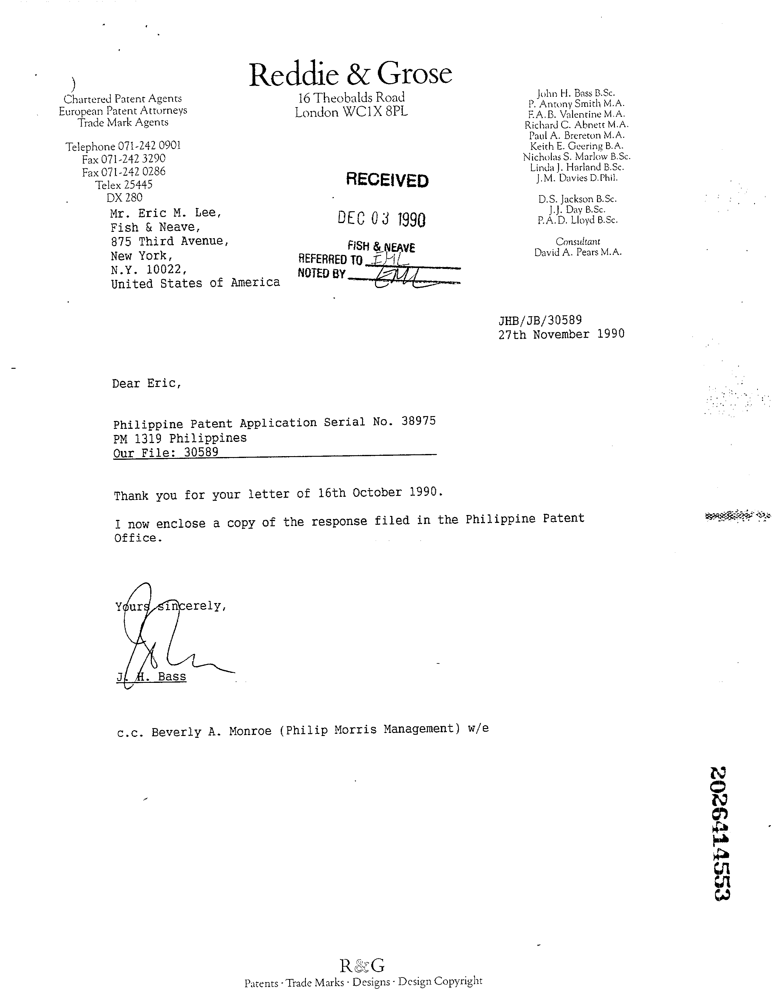 Reddie & Grose
16 Theobalds Road
London WC1X 8PL
Chartered Patent Agents
European Patent Attorneys
Trade Mark Agents
Telephone 071-242 0901
Fax 071-242 3290
Fax 071-242 0286
Telex 25445
DX 280
John H. Bass B.Sc.
P. Antony Smith M.A.
F.A.B. Valentine M.A.
Richard C. Abnett M.A.
Paul A. Brereton M.A.
Keith E. Geering B.A.
Nicholas S. Marlow B.Sc.
Linda J. Harland B.Sc.
J.M. Davies D.Phil.
D.S. Jackson B.Sc.
J.J. Day B.Sc.
P.A.D. Lloyd B.Sc.
Consultant
David A. Pears M.A.
Mr. Eric M. Lee,
Fish & Neave,
875 Third Avenue,
New York,
N.Y. 10022,
United States of America
RECEIVED
DEC 03 1990
FISH & NEAVE
REFERRED TO EML
NOTED BY EML
JHB/JB/30589
27th November 1990
Dear Eric,
Philippine Patent Application Serial No. 38975
PM 1319 Philippines
Our File: 30589
Thank you for your letter of 16th October 1990.
I now enclose a copy of the response filed in the Philippine Patent
Office.
Yours sincerely,
J. H. Bass
c.c. Beverly A. Monroe (Philip Morris Management) w/e
2026414553
R&G
Patents · Trade Marks · Designs · Design Copyright